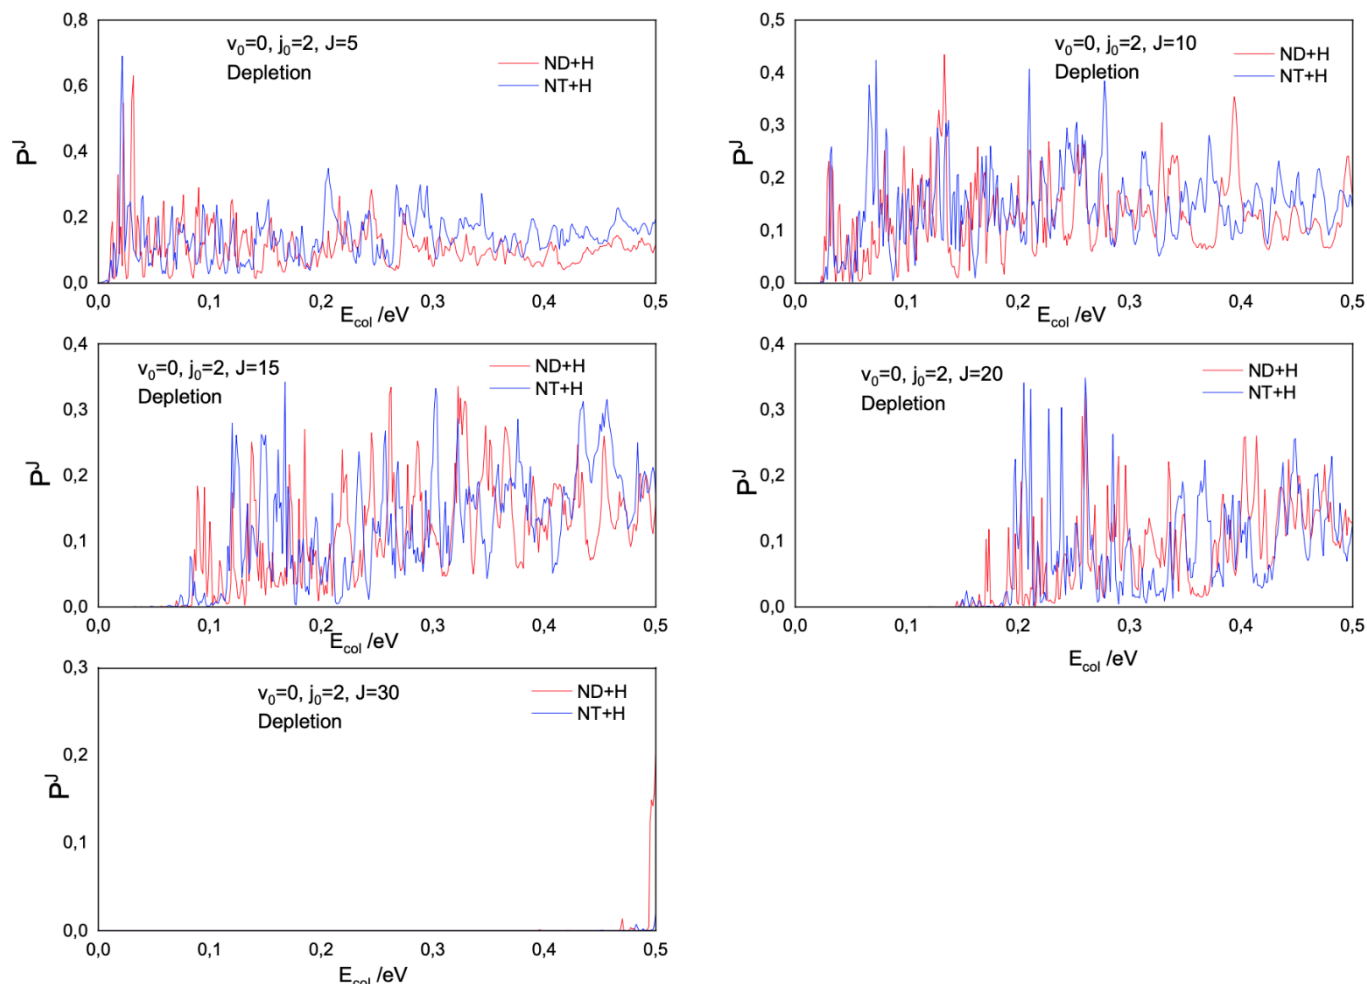 v₀=0, j₀=2, J=5
Depletion
ND+H
NT+H
Pᴶ
0,8
0,6
0,4
0,2
0,0
0,0 0,1 0,2 0,3 0,4 0,5
E_col /eV
v₀=0, j₀=2, J=10
Depletion
ND+H
NT+H
Pᴶ
0,5
0,4
0,3
0,2
0,1
0,0
0,0 0,1 0,2 0,3 0,4 0,5
E_col /eV
v₀=0, j₀=2, J=15
Depletion
ND+H
NT+H
Pᴶ
0,4
0,3
0,2
0,1
0,0
0,0 0,1 0,2 0,3 0,4 0,5
E_col /eV
v₀=0, j₀=2, J=20
Depletion
ND+H
NT+H
Pᴶ
0,4
0,3
0,2
0,1
0,0
0,0 0,1 0,2 0,3 0,4 0,5
E_col /eV
v₀=0, j₀=2, J=30
Depletion
ND+H
NT+H
Pᴶ
0,3
0,2
0,1
0,0
0,0 0,1 0,2 0,3 0,4 0,5
E_col /eV